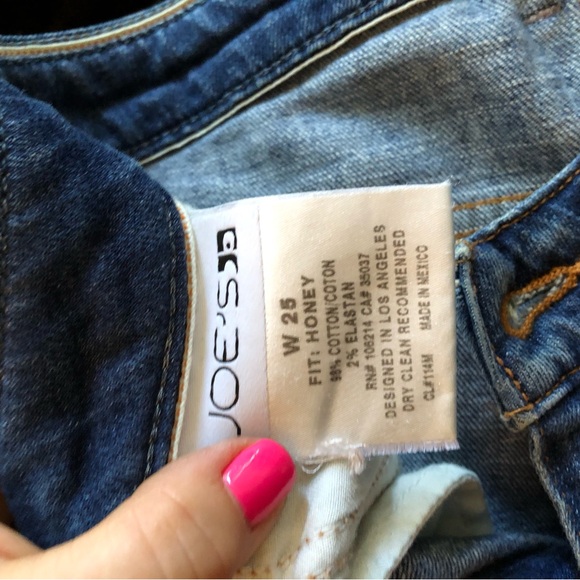 JOE'S
W 25
FIT: HONEY
98% COTTON/COTON
2% ELASTAN
RN# 106214 CA# 35037
DESIGNED IN LOS ANGELES
DRY CLEAN RECOMMENDED
CL#114M MADE IN MEXICO